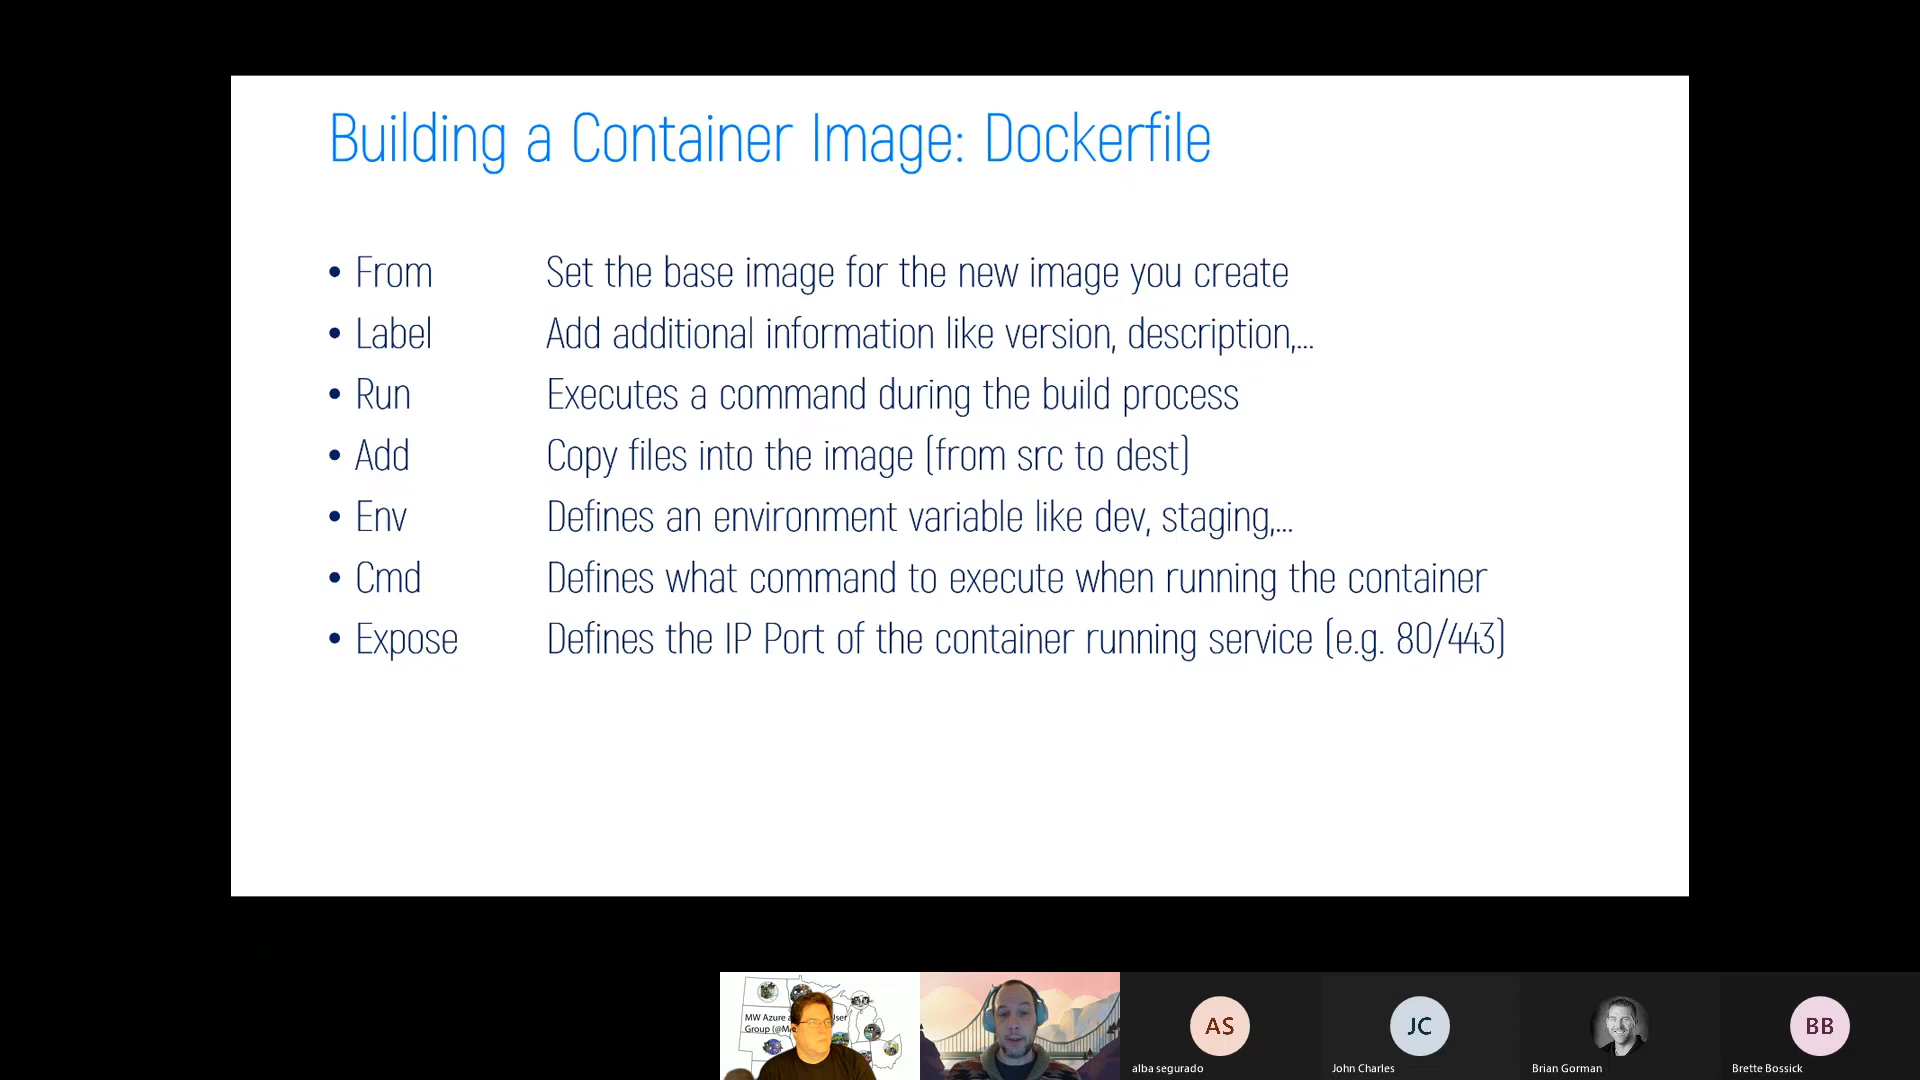 Building a Container Image: Dockerfile
• From Set the base image for the new image you create
• Label Add additional information like version, description,...
• Run Executes a command during the build process
• Add Copy files into the image (from src to dest)
• Env Defines an environment variable like dev, staging,...
• Cmd Defines what command to execute when running the container
• Expose Defines the IP Port of the container running service (e.g. 80/443)
MW Azure
Group
AS
JC
BB
alba segurado
John Charles
Brian Gorman
Brette Bossick